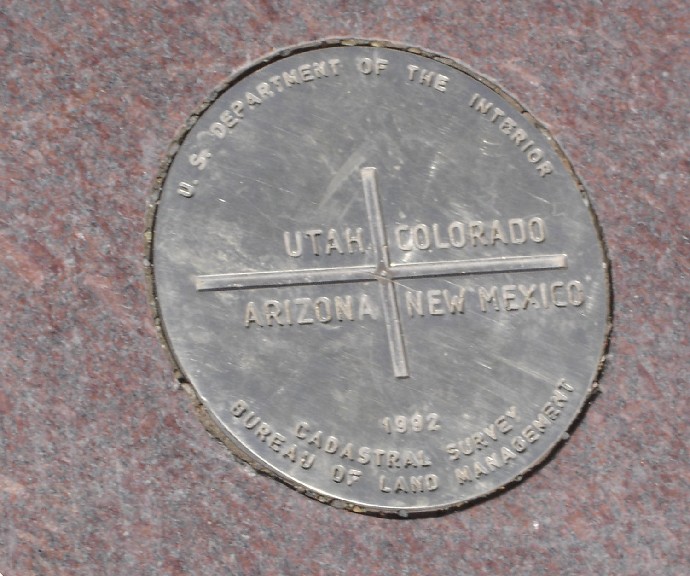 U. S. DEPARTMENT OF THE INTERIOR
UTAH COLORADO
ARIZONA NEW MEXICO
1992
CADASTRAL SURVEY
BUREAU OF LAND MANAGEMENT